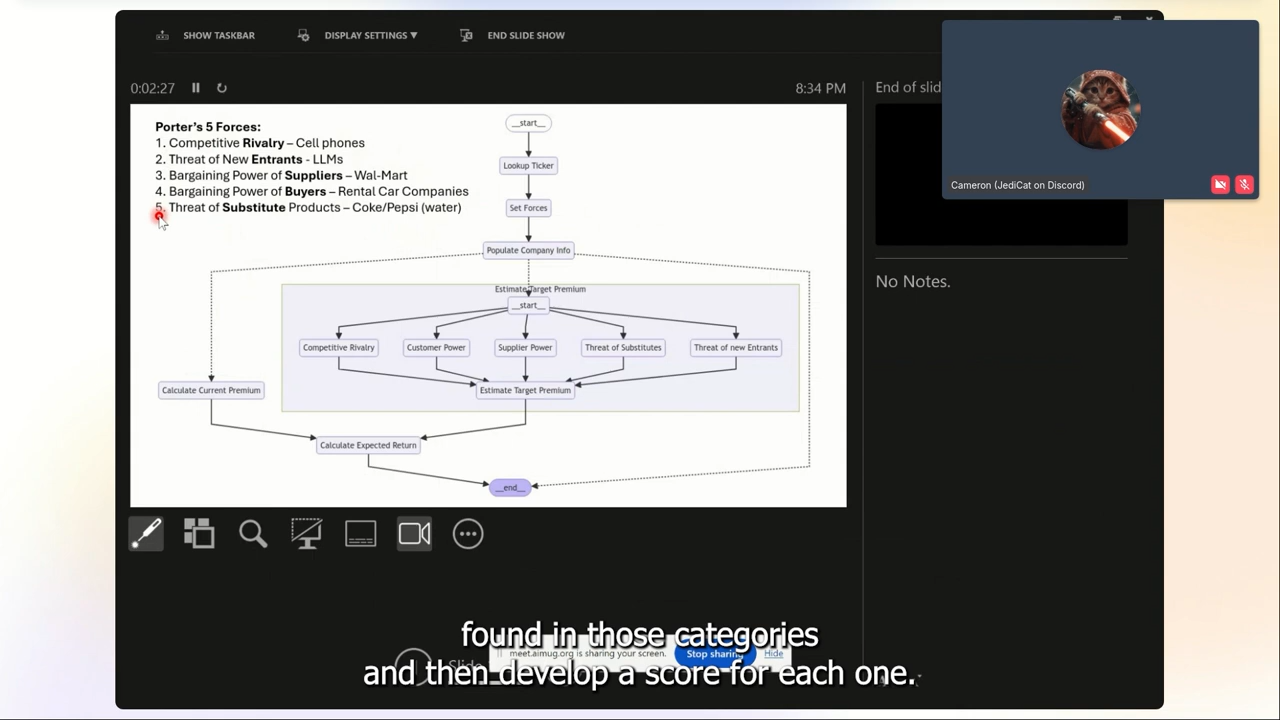 SHOW TASKBAR
DISPLAY SETTINGS ▼
END SLIDE SHOW
0:02:27
8:34 PM
End of slid
Cameron (JediCat on Discord)
No Notes.
Porter's 5 Forces:
1. Competitive Rivalry – Cell phones
2. Threat of New Entrants - LLMs
3. Bargaining Power of Suppliers – Wal-Mart
4. Bargaining Power of Buyers – Rental Car Companies
5. Threat of Substitute Products – Coke/Pepsi (water)
__start__
Lookup Ticker
Set Forces
Populate Company Info
Estimate Target Premium
__start__
Competitive Rivalry
Customer Power
Supplier Power
Threat of Substitutes
Threat of new Entrants
Calculate Current Premium
Estimate Target Premium
Calculate Expected Return
__end__
found in those categories
meet.aimug.org is sharing your screen.
Stop sharing
Hide
Slide
and then develop a score for each one.